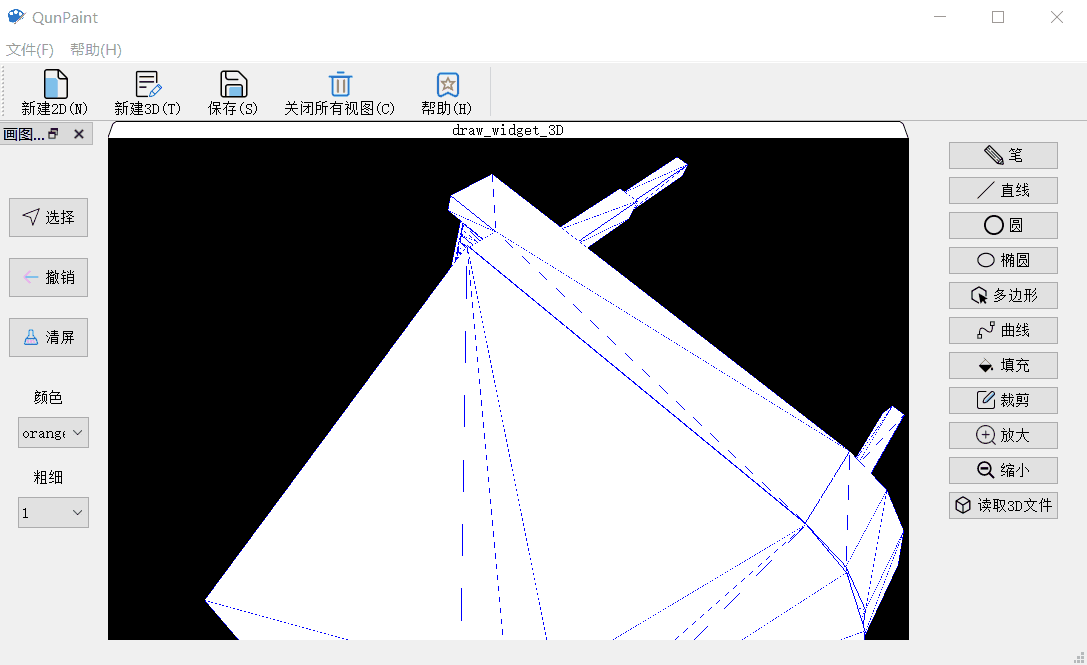 QunPaint
文件(F) 帮助(H)
新建2D(N) 新建3D(T) 保存(S) 关闭所有视图(C) 帮助(H)
画图...
draw_widget_3D
选择
撤销
清屏
颜色
orange
粗细
1
笔
直线
圆
椭圆
多边形
曲线
填充
裁剪
放大
缩小
读取3D文件